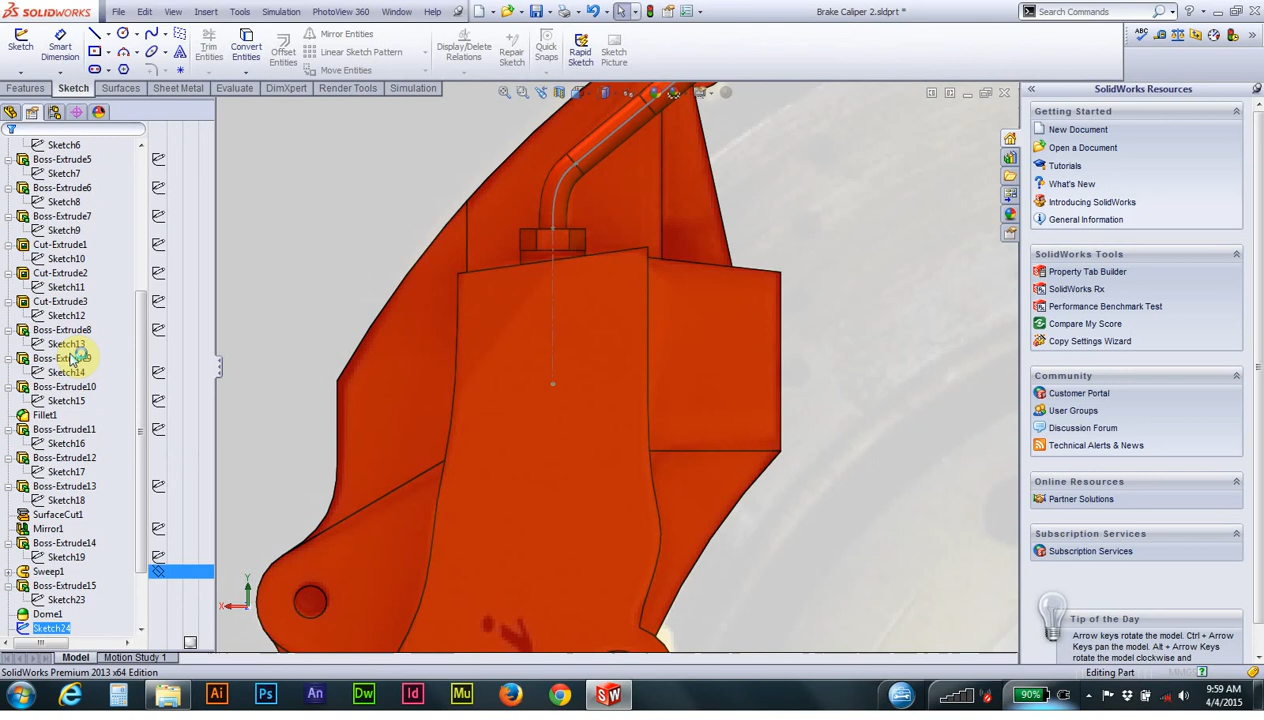 SOLIDWORKS
File Edit View Insert Tools Simulation PhotoView 360 Window Help
Brake Caliper 2.sldprt *
Search Commands
Sketch
Smart Dimension
Trim Entities
Convert Entities
Offset Entities
Mirror Entities
Linear Sketch Pattern
Move Entities
Display/Delete Relations
Repair Sketch
Quick Snaps
Rapid Sketch
Sketch Picture
Features Sketch Surfaces Sheet Metal Evaluate DimXpert Render Tools Simulation
Sketch6
Boss-Extrude5
Sketch7
Boss-Extrude6
Sketch8
Boss-Extrude7
Sketch9
Cut-Extrude1
Sketch10
Cut-Extrude2
Sketch11
Cut-Extrude3
Sketch12
Boss-Extrude8
Sketch13
Boss-Extrude9
Sketch14
Boss-Extrude10
Sketch15
Fillet1
Boss-Extrude11
Sketch16
Boss-Extrude12
Sketch17
Boss-Extrude13
Sketch18
SurfaceCut1
Mirror1
Boss-Extrude14
Sketch19
Sweep1
Boss-Extrude15
Sketch23
Dome1
Sketch24
Y
X
SolidWorks Resources
Getting Started
New Document
Open a Document
Tutorials
What's New
Introducing SolidWorks
General Information
SolidWorks Tools
Property Tab Builder
SolidWorks Rx
Performance Benchmark Test
Compare My Score
Copy Settings Wizard
Community
Customer Portal
User Groups
Discussion Forum
Technical Alerts & News
Online Resources
Partner Solutions
Subscription Services
Subscription Services
Tip of the Day
Arrow keys rotate the model. Ctrl + Arrow
Keys pan the model. Alt + Arrow Keys
rotate the model clockwise and
Model Motion Study 1
SolidWorks Premium 2013 x64 Edition
Editing Part
MMGS
Ai Ps An Dw Id Mu SW
90%
9:59 AM
4/4/2015